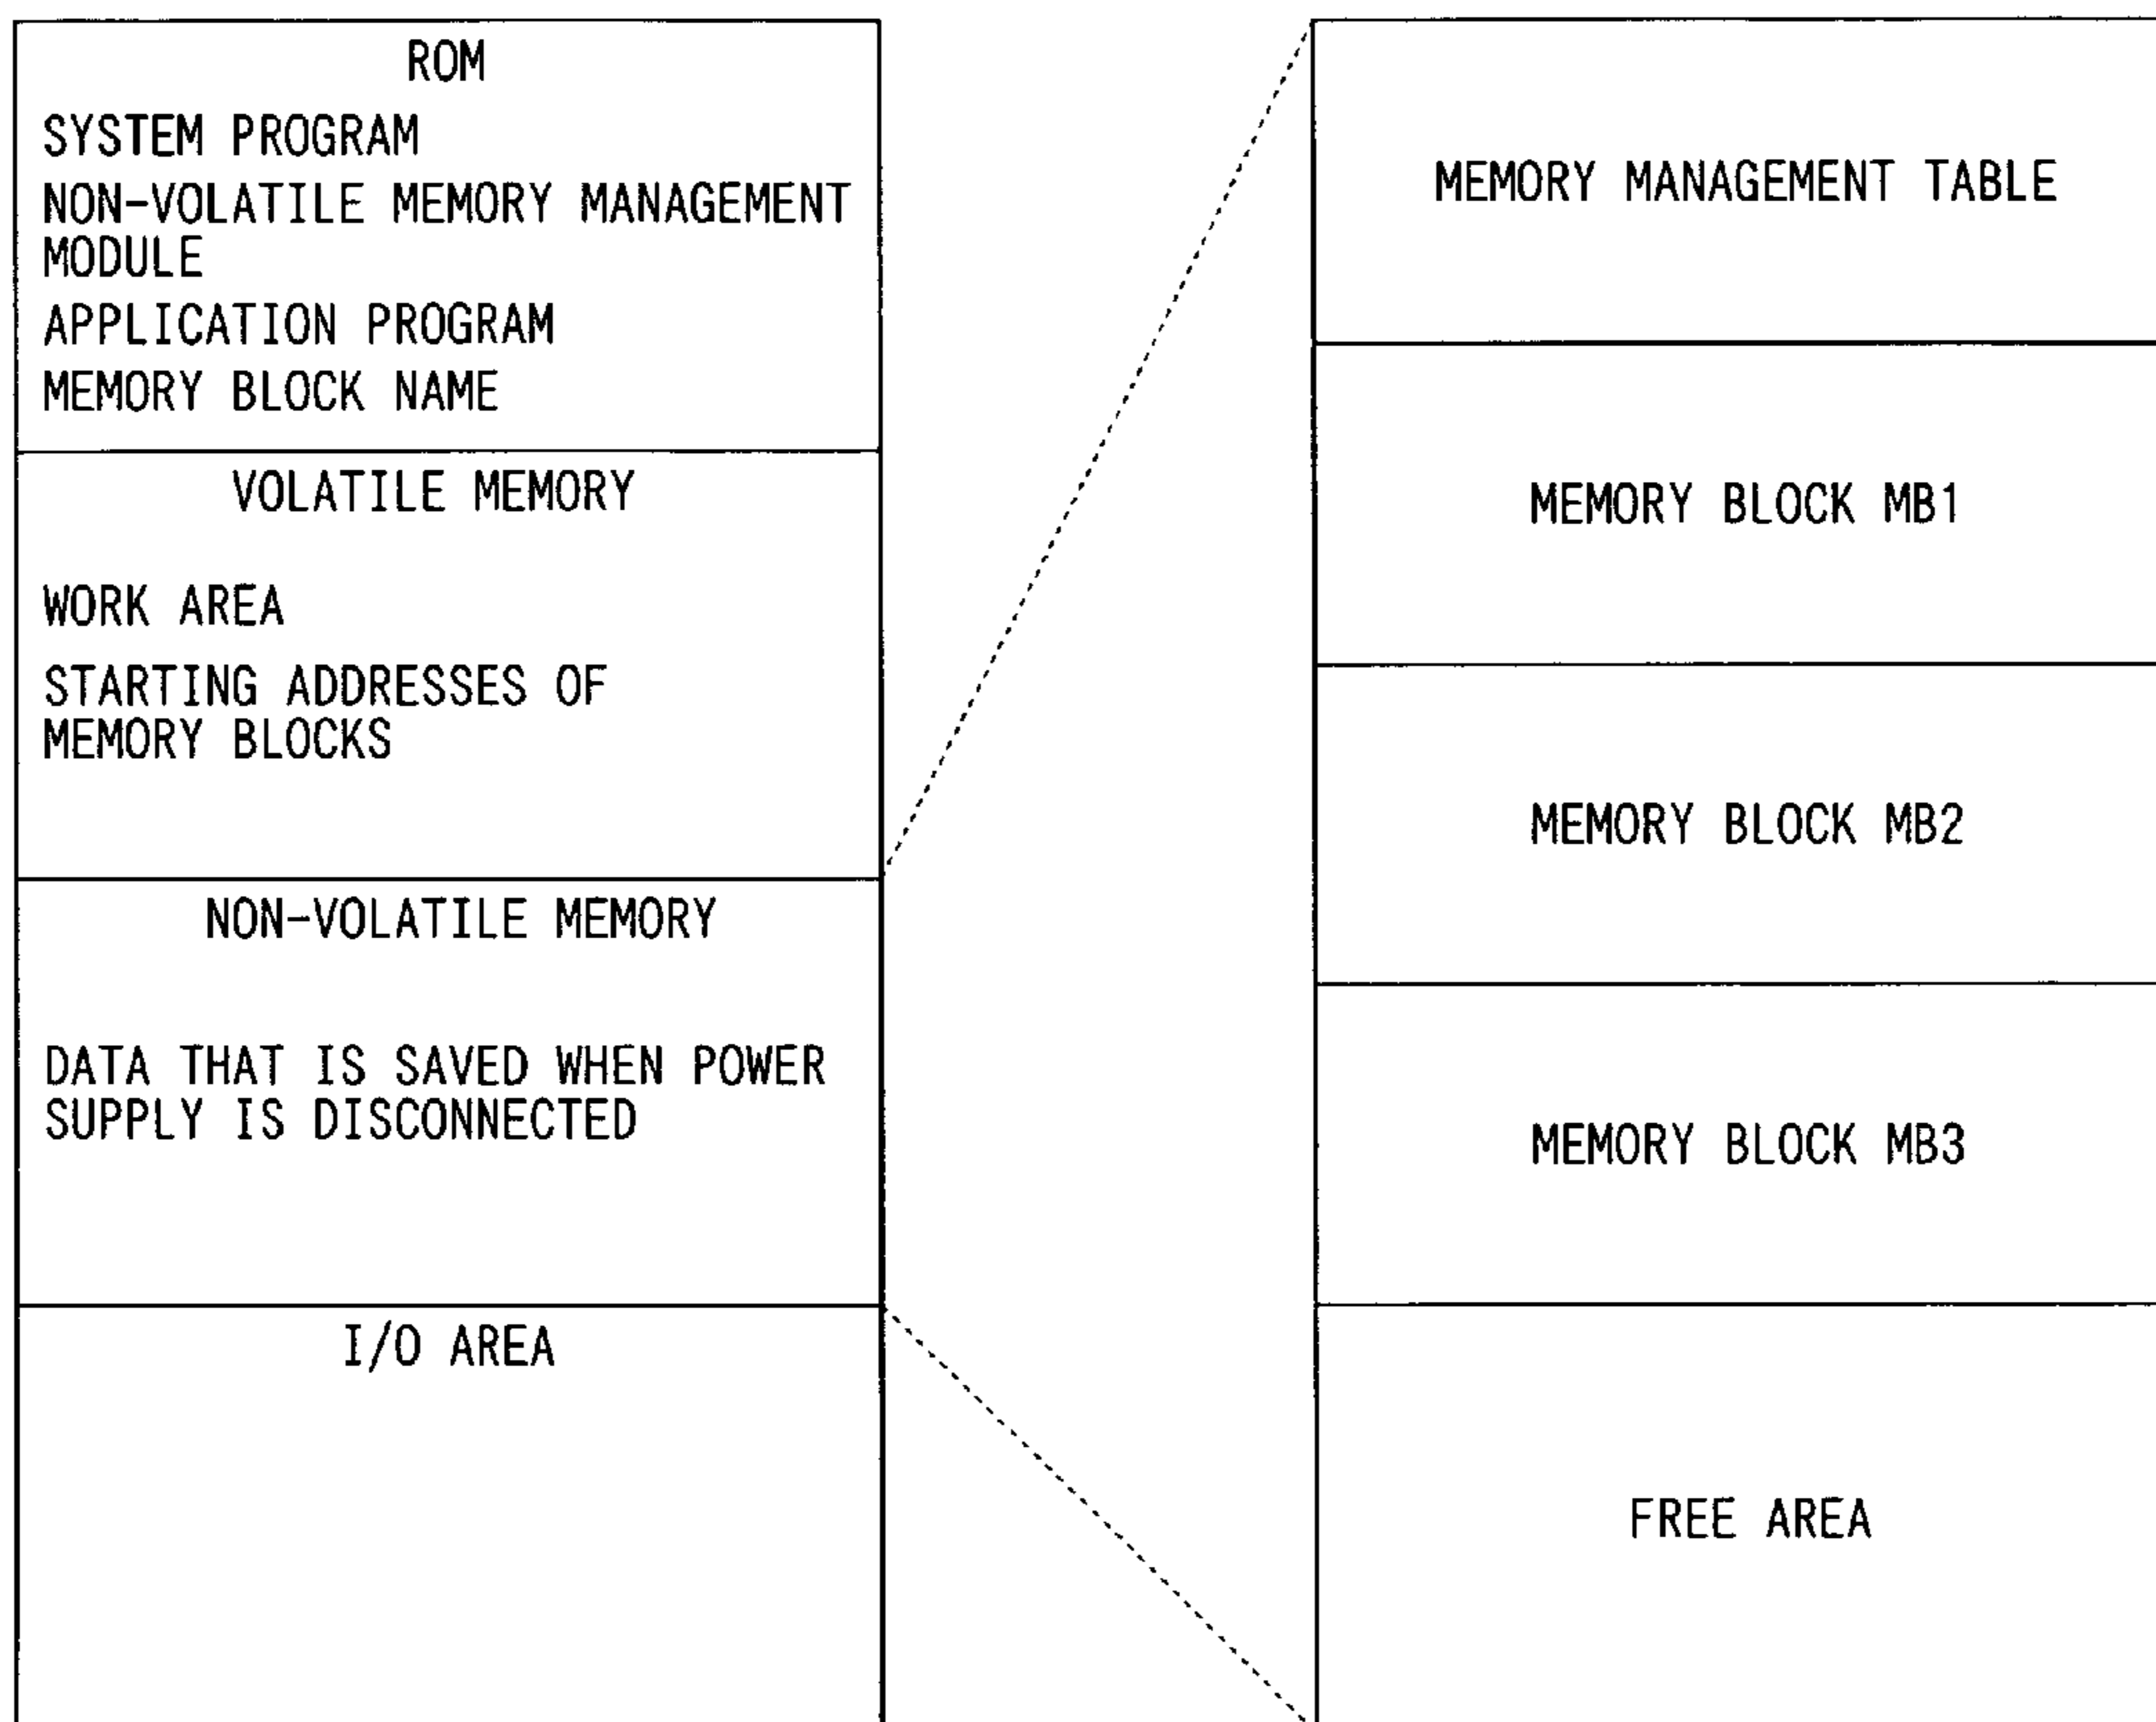 ROM
SYSTEM PROGRAM
NON-VOLATILE MEMORY MANAGEMENT
MODULE
APPLICATION PROGRAM
MEMORY BLOCK NAME
VOLATILE MEMORY
WORK AREA
STARTING ADDRESSES OF
MEMORY BLOCKS
NON-VOLATILE MEMORY
DATA THAT IS SAVED WHEN POWER
SUPPLY IS DISCONNECTED
I/O AREA
MEMORY MANAGEMENT TABLE
MEMORY BLOCK MB1
MEMORY BLOCK MB2
MEMORY BLOCK MB3
FREE AREA